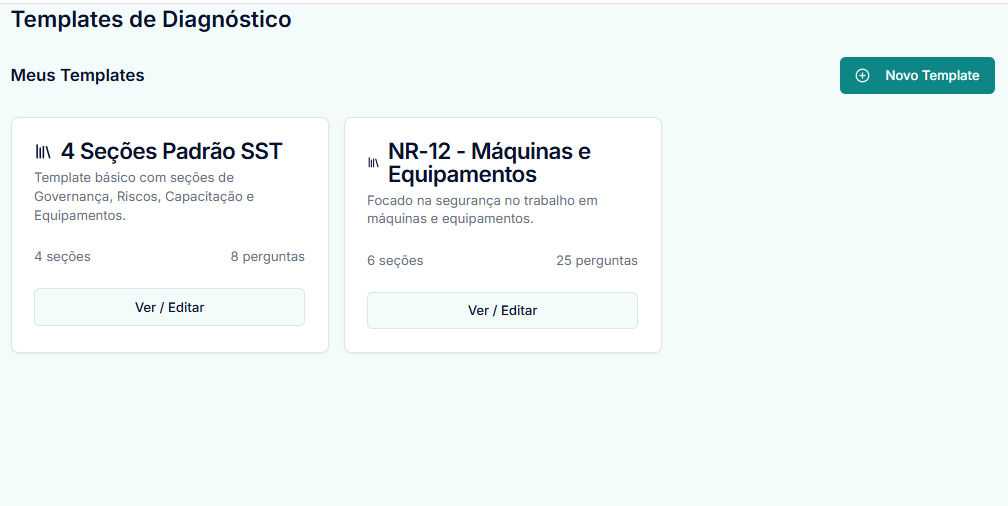 Templates de Diagnóstico
Meus Templates
Novo Template
4 Seções Padrão SST
Template básico com seções de
Governança, Riscos, Capacitação e
Equipamentos.
4 seções
8 perguntas
Ver / Editar
NR-12 - Máquinas e
Equipamentos
Focado na segurança no trabalho em
máquinas e equipamentos.
6 seções
25 perguntas
Ver / Editar